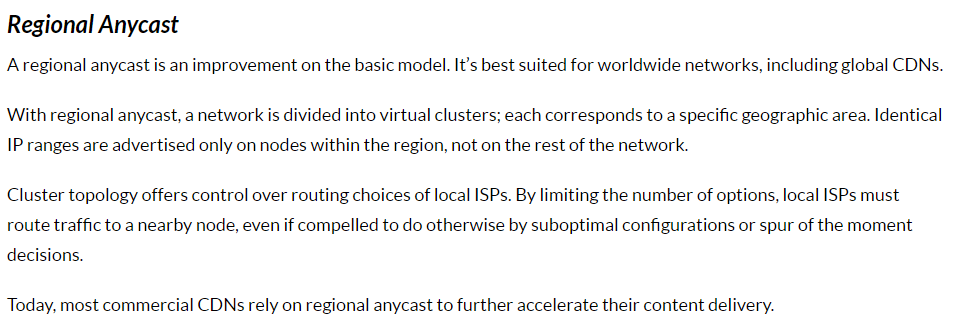 Regional Anycast
A regional anycast is an improvement on the basic model. It’s best suited for worldwide networks, including global CDNs.
With regional anycast, a network is divided into virtual clusters; each corresponds to a specific geographic area. Identical
IP ranges are advertised only on nodes within the region, not on the rest of the network.
Cluster topology offers control over routing choices of local ISPs. By limiting the number of options, local ISPs must
route traffic to a nearby node, even if compelled to do otherwise by suboptimal configurations or spur of the moment
decisions.
Today, most commercial CDNs rely on regional anycast to further accelerate their content delivery.